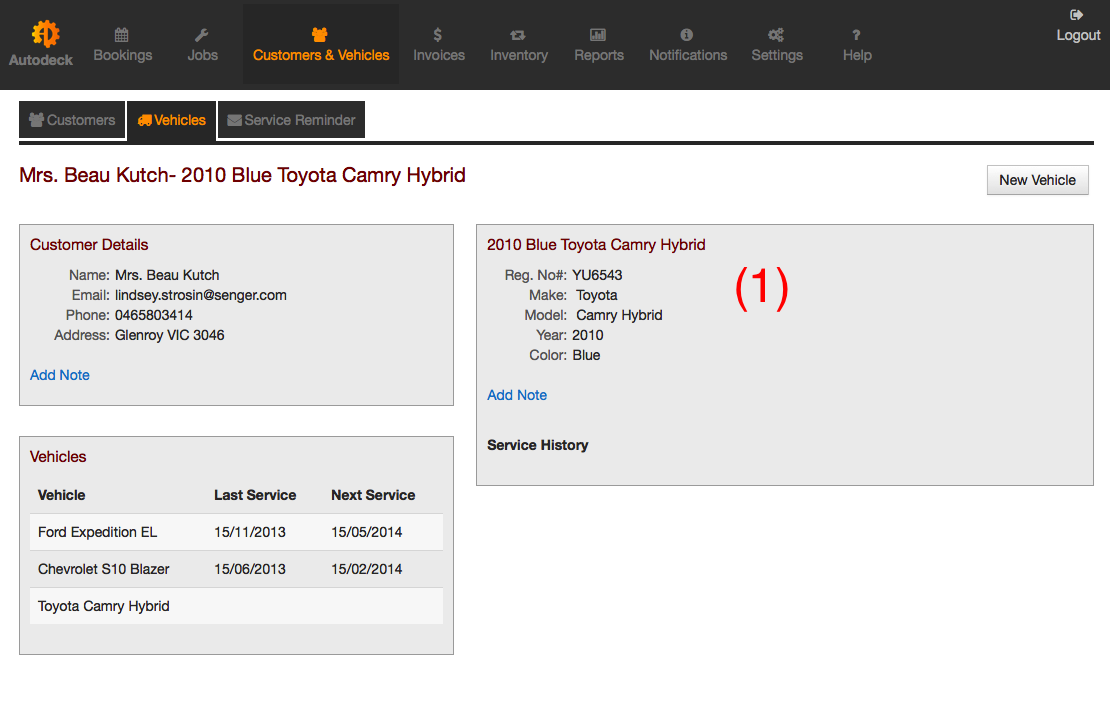 Autodeck
Bookings
Jobs
Customers & Vehicles
Invoices
Inventory
Reports
Notifications
Settings
? Help
Logout
Customers
Vehicles
Service Reminder
Mrs. Beau Kutch- 2010 Blue Toyota Camry Hybrid
New Vehicle
Customer Details
Name: Mrs. Beau Kutch
Email: lindsey.strosin@senger.com
Phone: 0465803414
Address: Glenroy VIC 3046
Add Note
2010 Blue Toyota Camry Hybrid
Reg. No#: YU6543
Make: Toyota
Model: Camry Hybrid
Year: 2010
Color: Blue
(1)
Add Note
Service History
Vehicles
Vehicle Last Service Next Service
Ford Expedition EL 15/11/2013 15/05/2014
Chevrolet S10 Blazer 15/06/2013 15/02/2014
Toyota Camry Hybrid